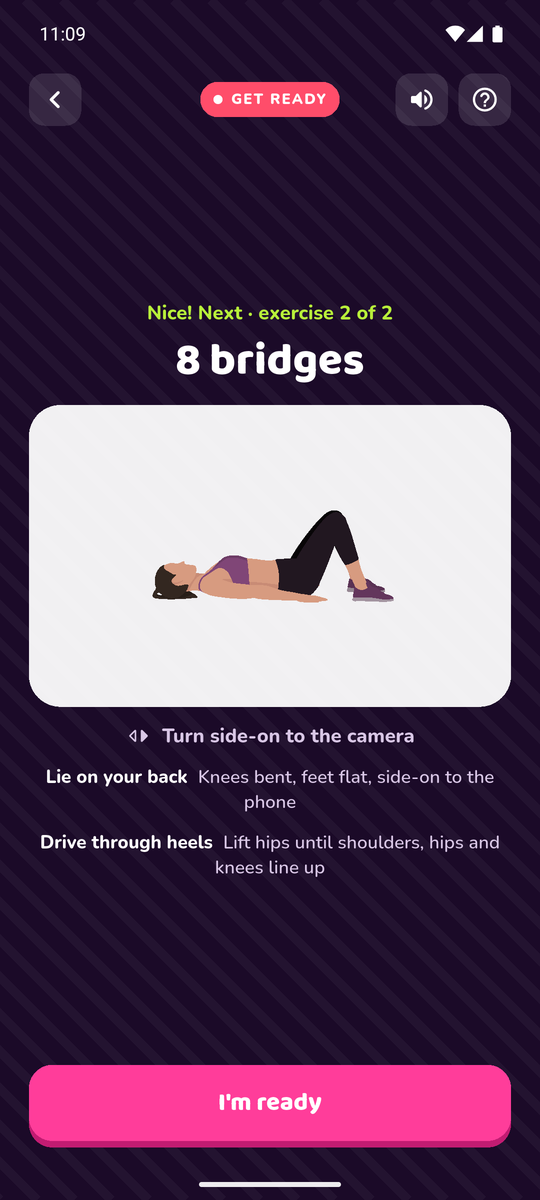 11:09
GET READY
Nice! Next · exercise 2 of 2
8 bridges
Turn side-on to the camera
Lie on your back Knees bent, feet flat, side-on to the
phone
Drive through heels Lift hips until shoulders, hips and
knees line up
I'm ready